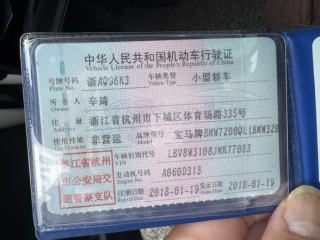 中华人民共和国机动车行驶证
Vehicle License of the People's Republic of China
号牌号码 浙AQ96K3 车辆类型 小型轿车
Plate No. Vehicle Type
所有人 辛琦
Owner
住址 浙江省杭州市下城区体育场路335号
Address
使用性质 非营运 品牌型号 宝马牌BMW7200QL(BMW320
Use Character Model
浙江省杭州
市公安局交
通警察支队
车辆识别代号 LBV8W3108JMK77083
VIN
发动机号码 A060D313
Engine No.
注册日期 2018-01-19 发证日期 2018-01-19
Register Date Issue Date